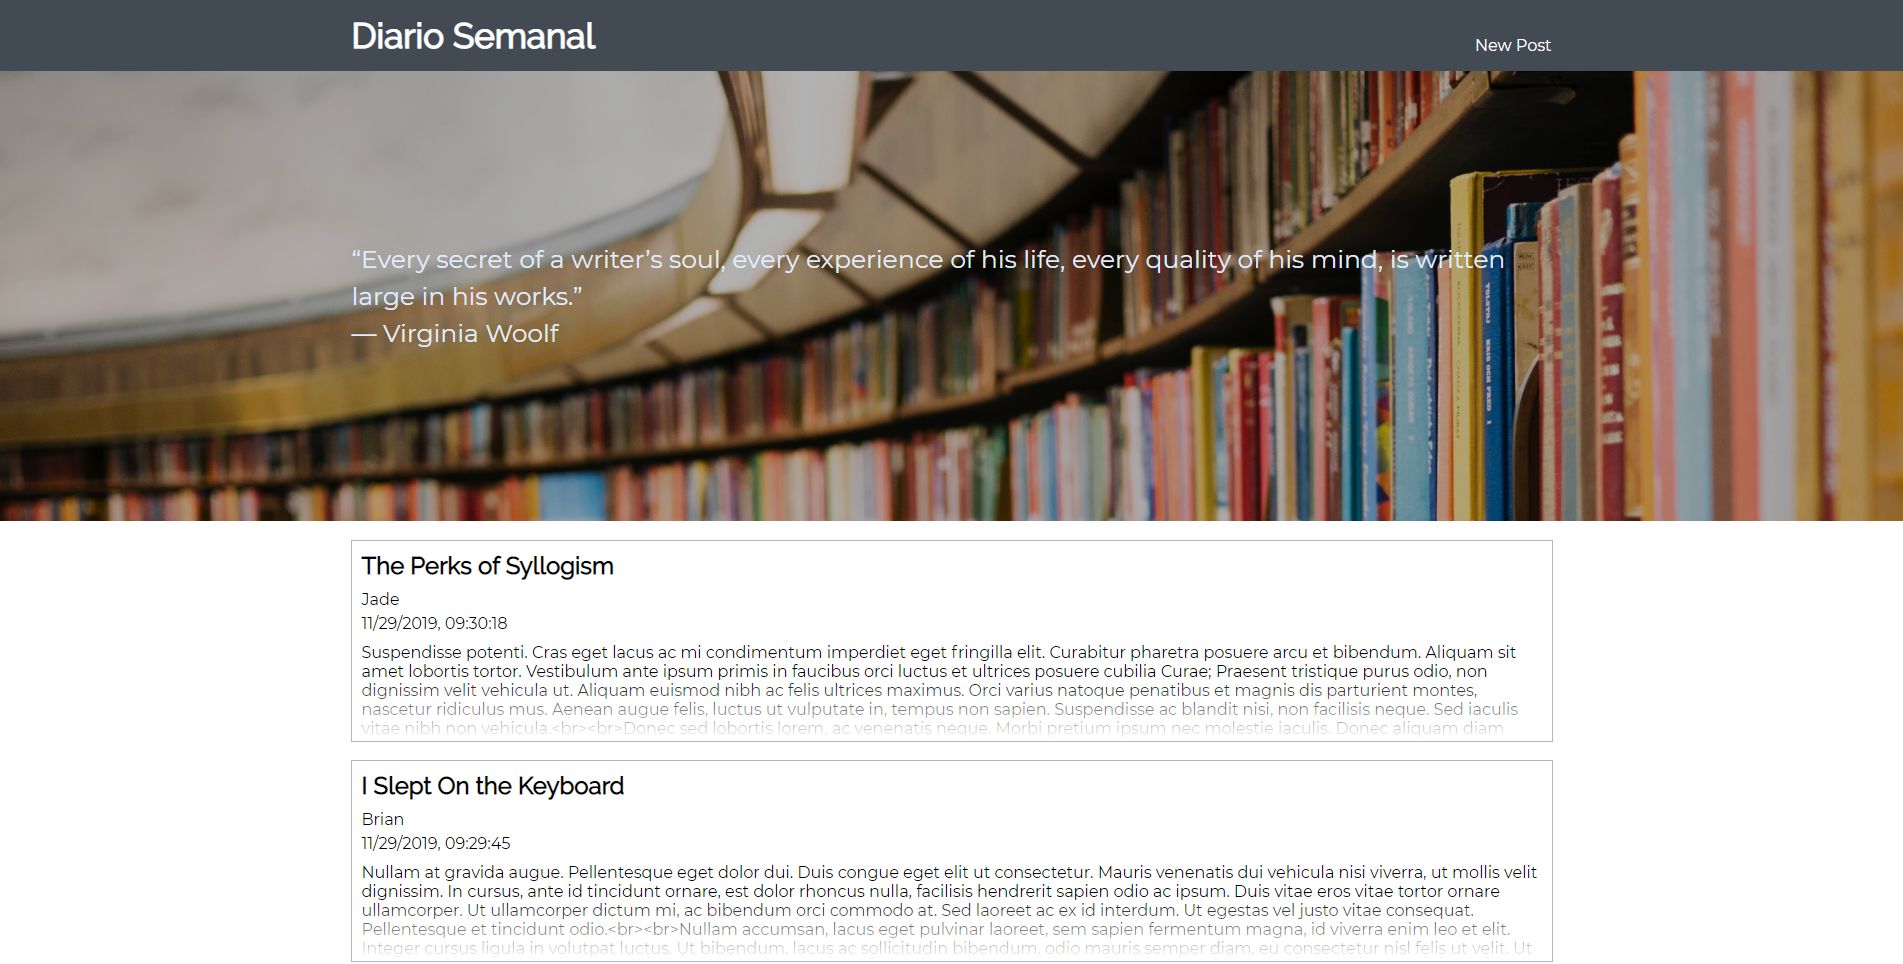 Diario Semanal
New Post
“Every secret of a writer’s soul, every experience of his life, every quality of his mind, is written
large in his works.”
— Virginia Woolf
The Perks of Syllogism
Jade
11/29/2019, 09:30:18
Suspendisse potenti. Cras eget lacus ac mi condimentum imperdiet eget fringilla elit. Curabitur pharetra posuere arcu et bibendum. Aliquam sit
amet lobortis tortor. Vestibulum ante ipsum primis in faucibus orci luctus et ultrices posuere cubilia Curae; Praesent tristique purus odio, non
dignissim velit vehicula ut. Aliquam euismod nibh ac felis ultrices maximus. Orci varius natoque penatibus et magnis dis parturient montes,
nascetur ridiculus mus. Aenean augue felis, luctus ut vulputate in, tempus non sapien. Suspendisse ac blandit nisi, non facilisis neque. Sed iaculis
vitae nibh non vehicula.<br><br>Donec sed lobortis lorem, ac venenatis neque. Morbi pretium ipsum nec molestie iaculis. Donec aliquam diam
I Slept On the Keyboard
Brian
11/29/2019, 09:29:45
Nullam at gravida augue. Pellentesque eget dolor dui. Duis congue eget elit ut consectetur. Mauris venenatis dui vehicula nisi viverra, ut mollis velit
dignissim. In cursus, ante id tincidunt ornare, est dolor rhoncus nulla, facilisis hendrerit sapien odio ac ipsum. Duis vitae eros vitae tortor ornare
ullamcorper. Ut ullamcorper dictum mi, ac bibendum orci commodo at. Sed laoreet ac ex id interdum. Ut egestas vel justo vitae consequat.
Pellentesque et tincidunt odio.<br><br>Nullam accumsan, lacus eget pulvinar laoreet, sem sapien fermentum magna, id viverra enim leo et elit.
Integer cursus ligula in volutpat luctus. Ut bibendum, lacus ac sollicitudin bibendum, odio mauris semper diam, eu consectetur nisl felis ut velit. Ut